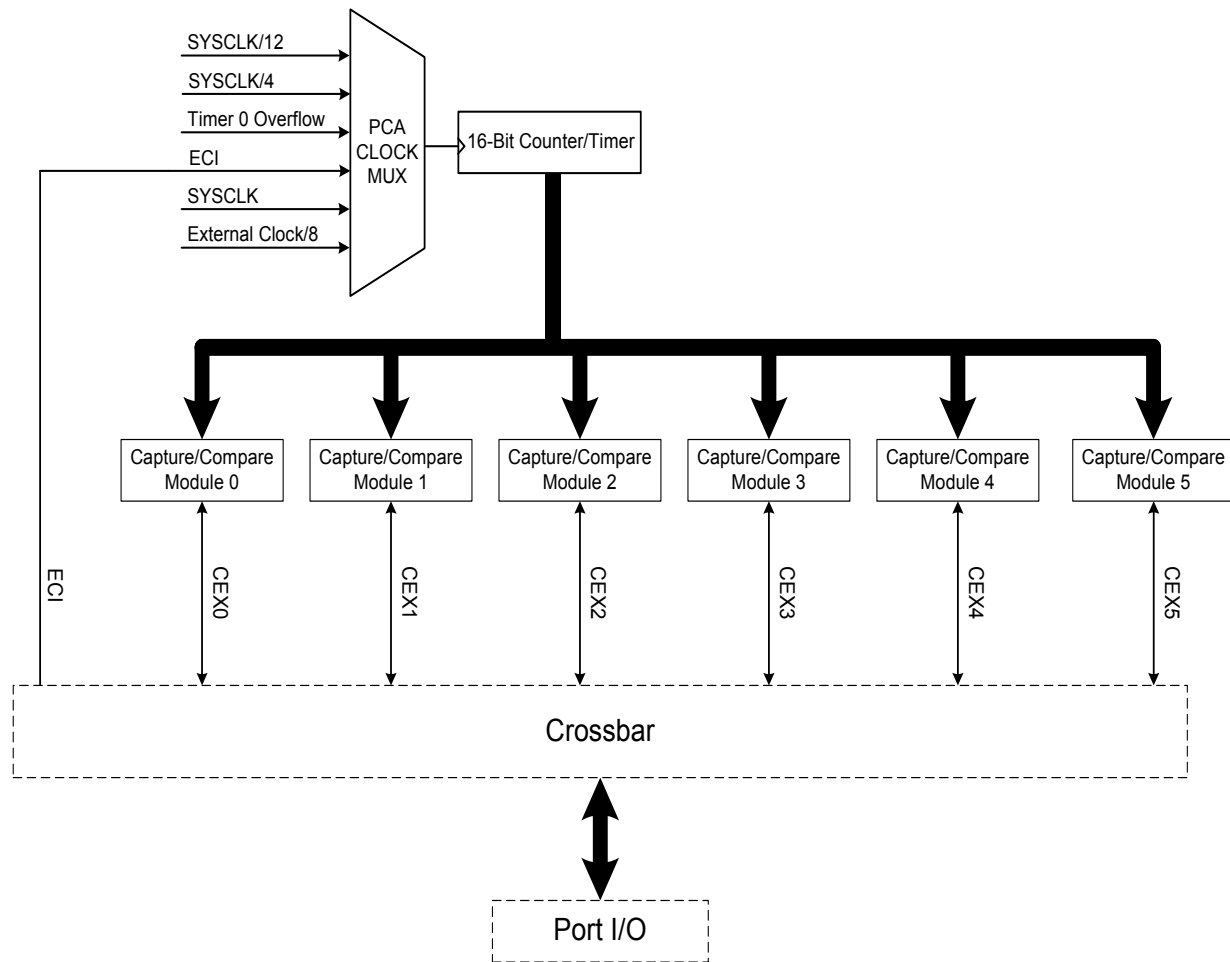 SYSCLK/12
SYSCLK/4
Timer 0 Overflow
ECI
SYSCLK
External Clock/8
PCA
CLOCK
MUX
16-Bit Counter/Timer
Capture/Compare
Module 0
Capture/Compare
Module 1
Capture/Compare
Module 2
Capture/Compare
Module 3
Capture/Compare
Module 4
Capture/Compare
Module 5
ECI
CEX0
CEX1
CEX2
CEX3
CEX4
CEX5
Crossbar
Port I/O